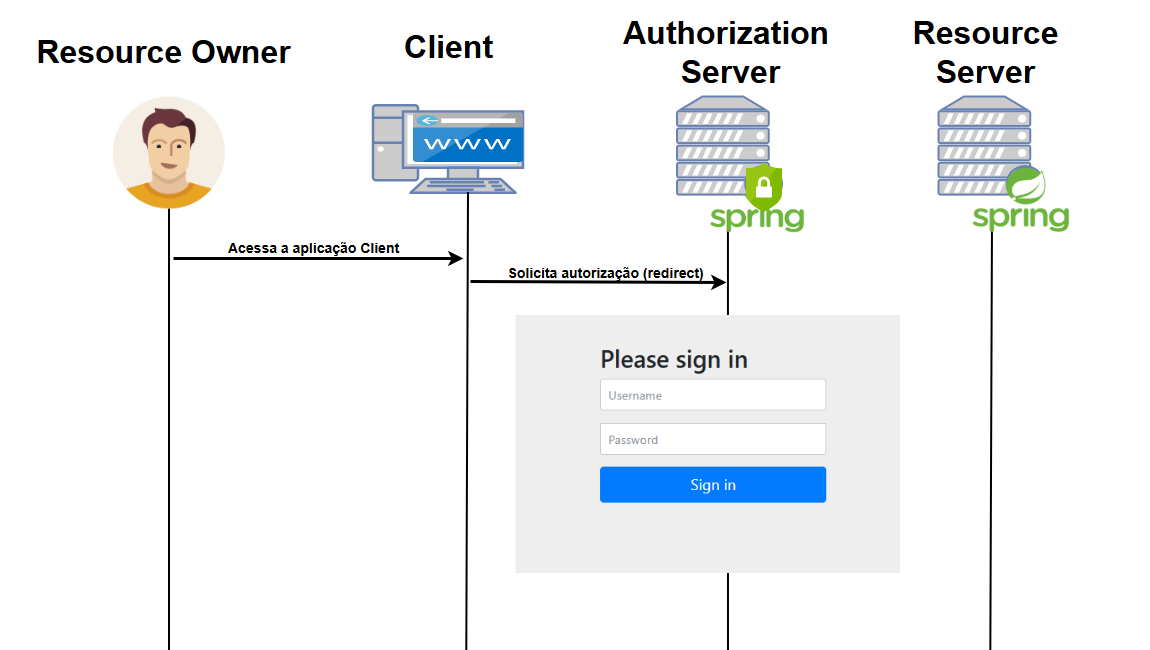 Resource Owner
Client
Authorization
Server
Resource
Server
www
spring
spring
Acessa a aplicação Client
Solicita autorização (redirect)
Please sign in
Username
Password
Sign in